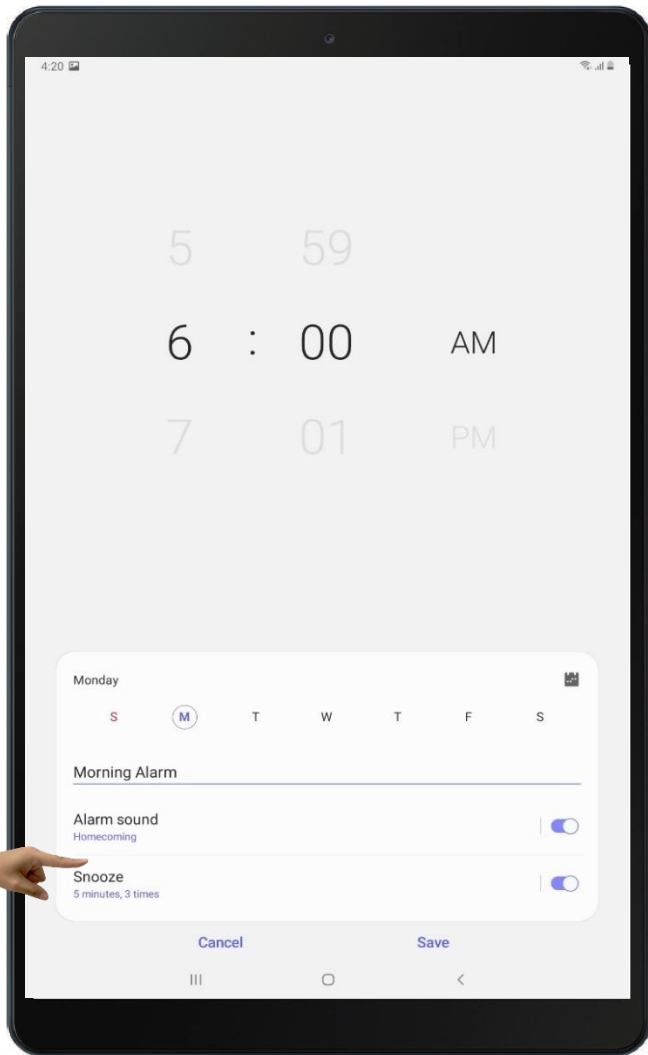 4:20
5 59
6 : 00 AM
7 01 PM
Monday
S M T W T F S
Morning Alarm
Alarm sound
Homecoming
Snooze
5 minutes, 3 times
Cancel Save